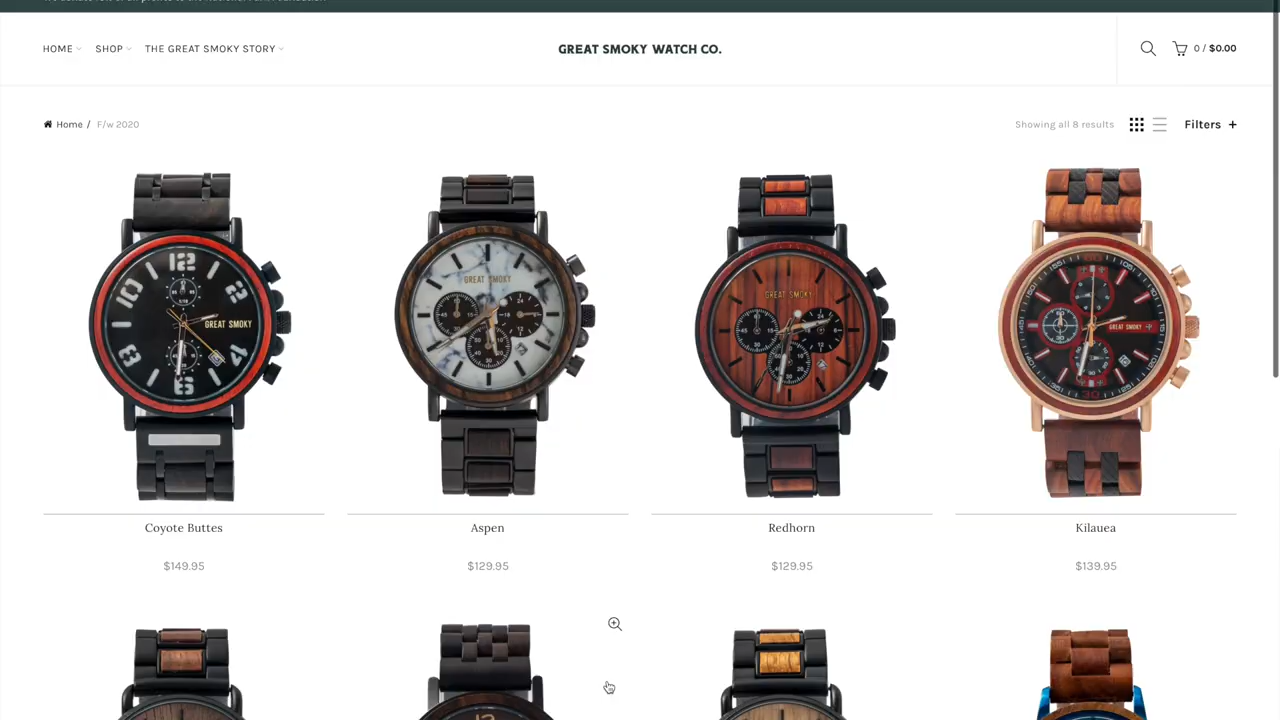 HOME
SHOP
THE GREAT SMOKY STORY
GREAT SMOKY WATCH CO.
0 / $0.00
Home / F/w 2020
Showing all 8 results
Filters +
12
GREAT SMOKY
GREAT SMOKY
GREAT SMOKY
GREAT SMOKY
Coyote Buttes
Aspen
Redhorn
Kilauea
$149.95
$129.95
$129.95
$139.95